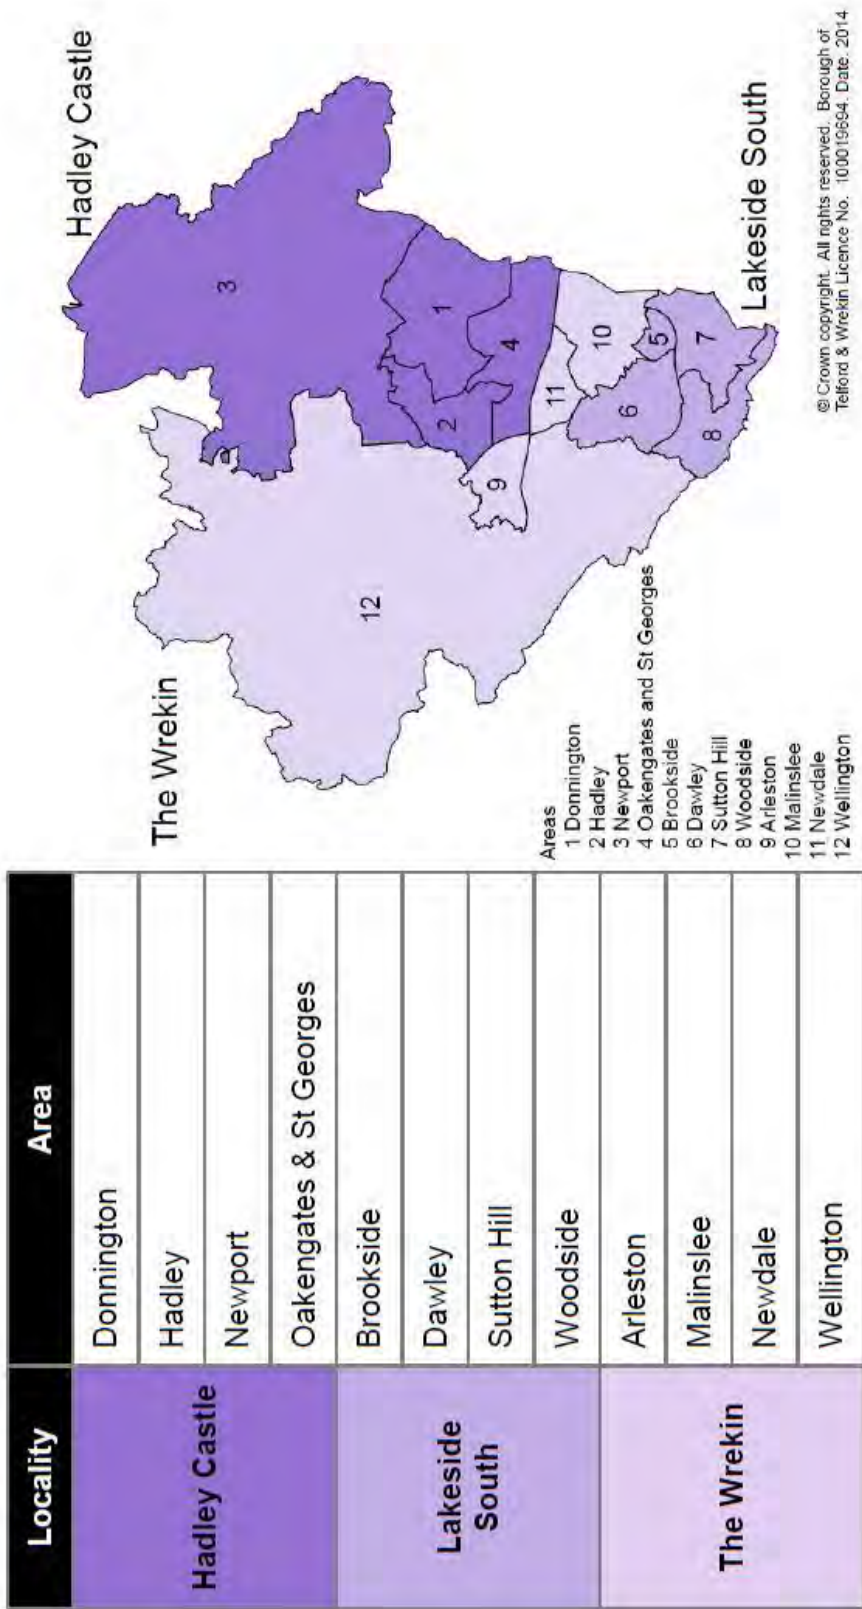 Locality Area
Hadley Castle
Donnington
Hadley
Newport
Oakengates & St Georges
Lakeside
South
Brookside
Dawley
Sutton Hill
Woodside
The Wrekin
Arleston
Malinslee
Newdale
Wellington
The Wrekin
Hadley Castle
Lakeside South
3
1
4
2
12
9
11
10
5
6
7
8
Areas
1 Donnington
2 Hadley
3 Newport
4 Oakengates and St Georges
5 Brookside
6 Dawley
7 Sutton Hill
8 Woodside
9 Arleston
10 Malinslee
11 Newdale
12 Wellington
© Crown copyright. All rights reserved. Borough of
Telford & Wrekin Licence No. 100019694. Date. 2014